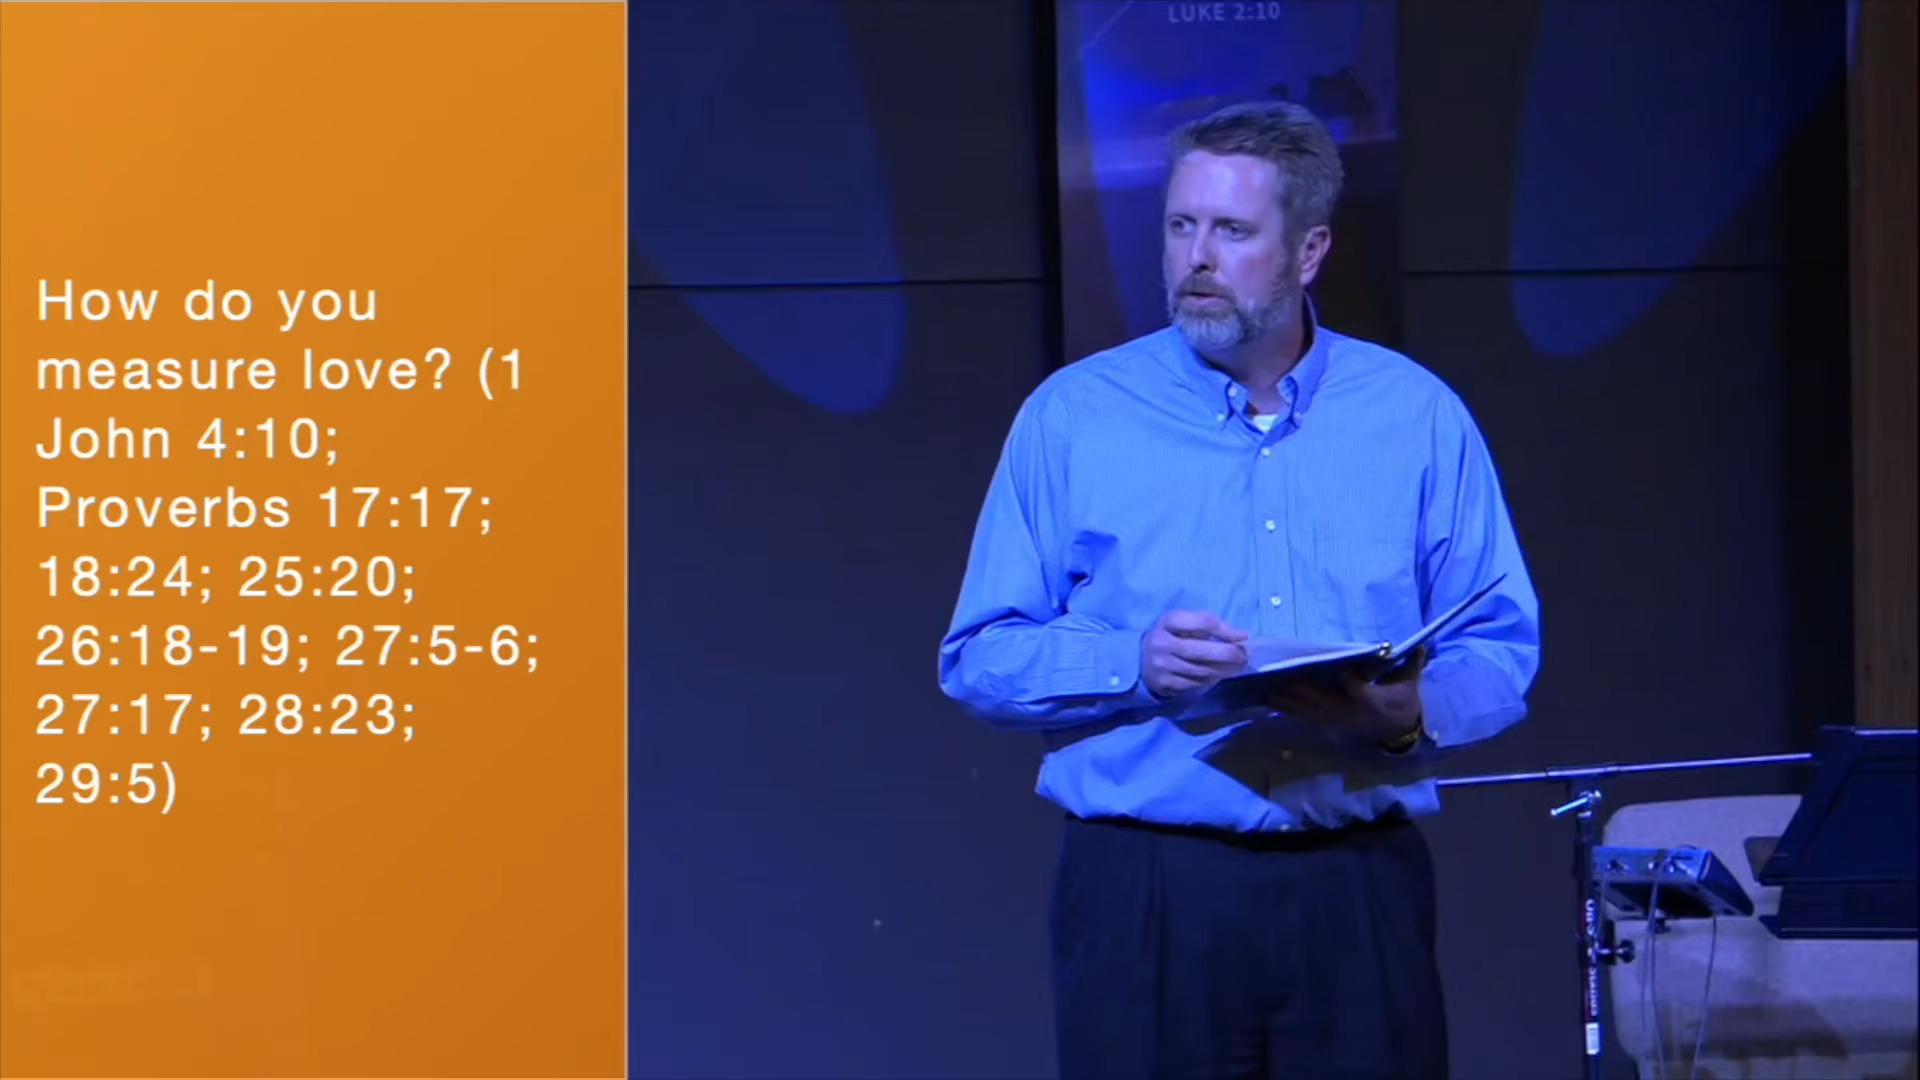 How do you
measure love? (1
John 4:10;
Proverbs 17:17;
18:24; 25:20;
26:18-19; 27:5-6;
27:17; 28:23;
29:5)
LUKE 2:10